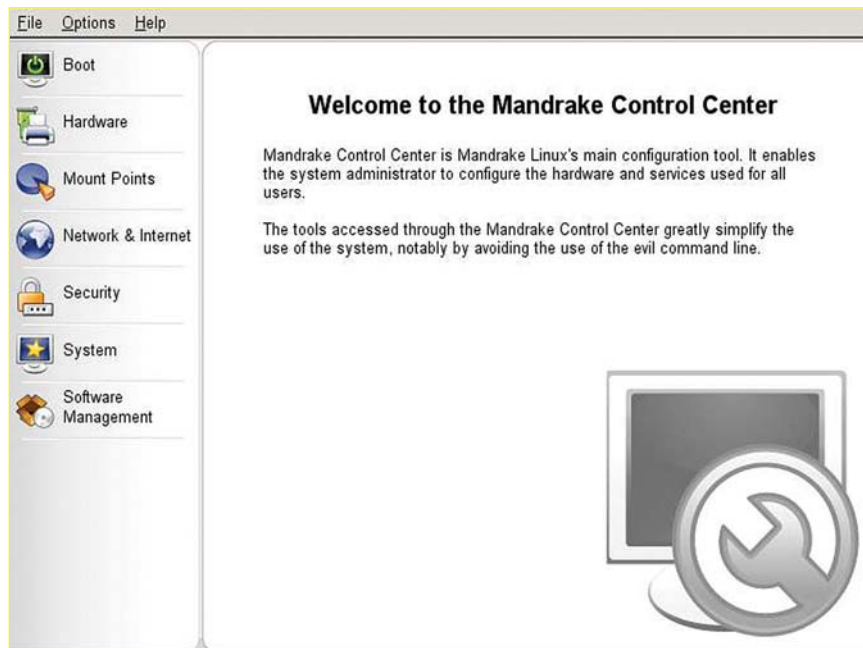 File Options Help
Boot
Hardware
Mount Points
Network & Internet
Security
System
Software
Management
Welcome to the Mandrake Control Center
Mandrake Control Center is Mandrake Linux's main configuration tool. It enables
the system administrator to configure the hardware and services used for all
users.
The tools accessed through the Mandrake Control Center greatly simplify the
use of the system, notably by avoiding the use of the evil command line.